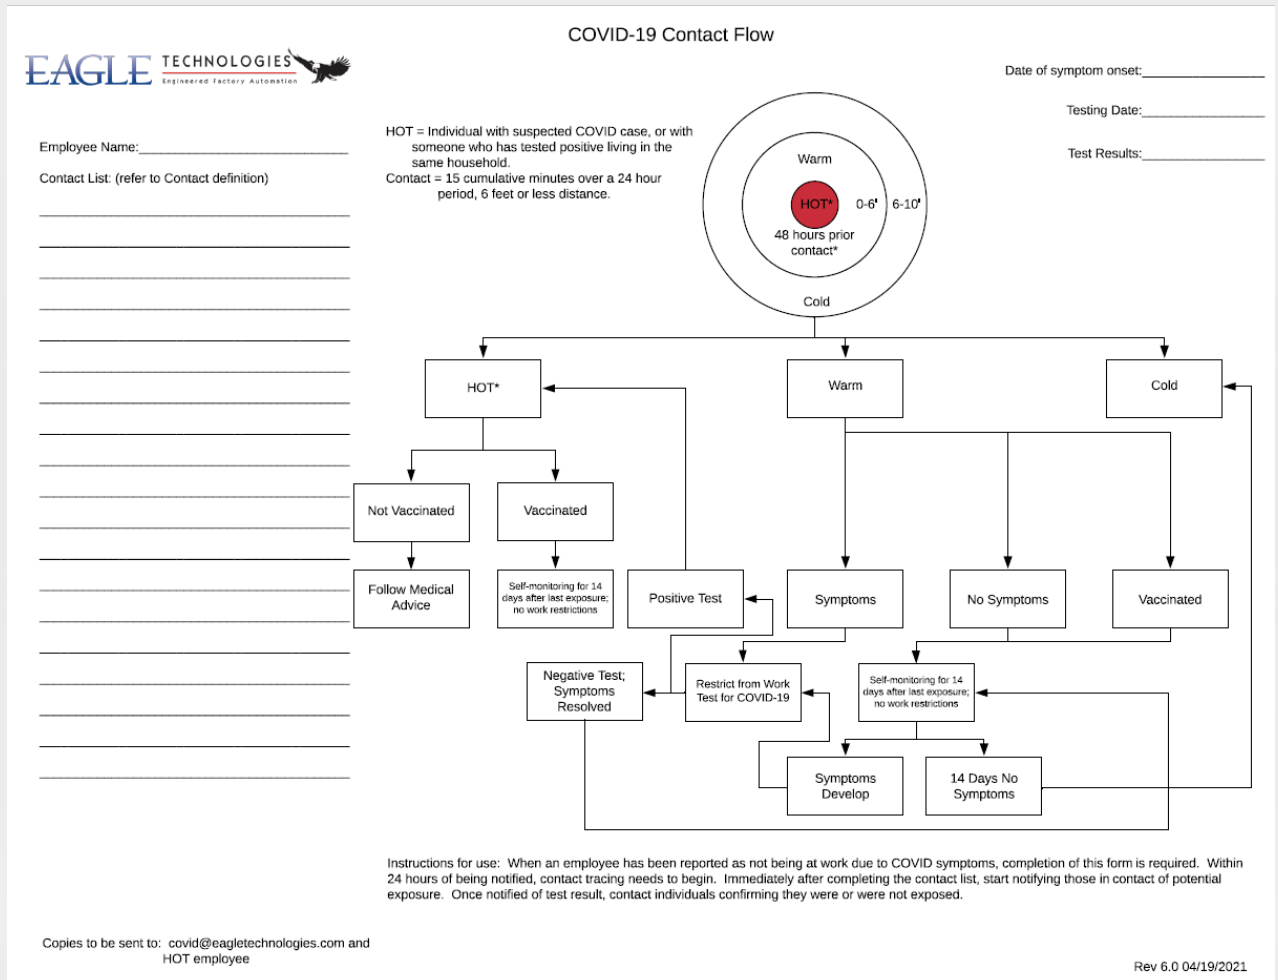 COVID-19 Contact Flow
EAGLE TECHNOLOGIES
Engineered Factory Automation
Date of symptom onset:
Testing Date:
Test Results:
Employee Name:
Contact List: (refer to Contact definition)
HOT = Individual with suspected COVID case, or with
someone who has tested positive living in the
same household.
Contact = 15 cumulative minutes over a 24 hour
period, 6 feet or less distance.
Warm
HOT*
0-6'
6-10'
48 hours prior
contact*
Cold
HOT*
Warm
Cold
Not Vaccinated
Vaccinated
Follow Medical
Advice
Self-monitoring for 14
days after last exposure;
no work restrictions
Positive Test
Symptoms
No Symptoms
Vaccinated
Negative Test;
Symptoms
Resolved
Restrict from Work
Test for COVID-19
Self-monitoring for 14
days after last exposure;
no work restrictions
Symptoms
Develop
14 Days No
Symptoms
Instructions for use: When an employee has been reported as not being at work due to COVID symptoms, completion of this form is required. Within
24 hours of being notified, contact tracing needs to begin. Immediately after completing the contact list, start notifying those in contact of potential
exposure. Once notified of test result, contact individuals confirming they were or were not exposed.
Copies to be sent to: covid@eagletechnologies.com and
HOT employee
Rev 6.0 04/19/2021